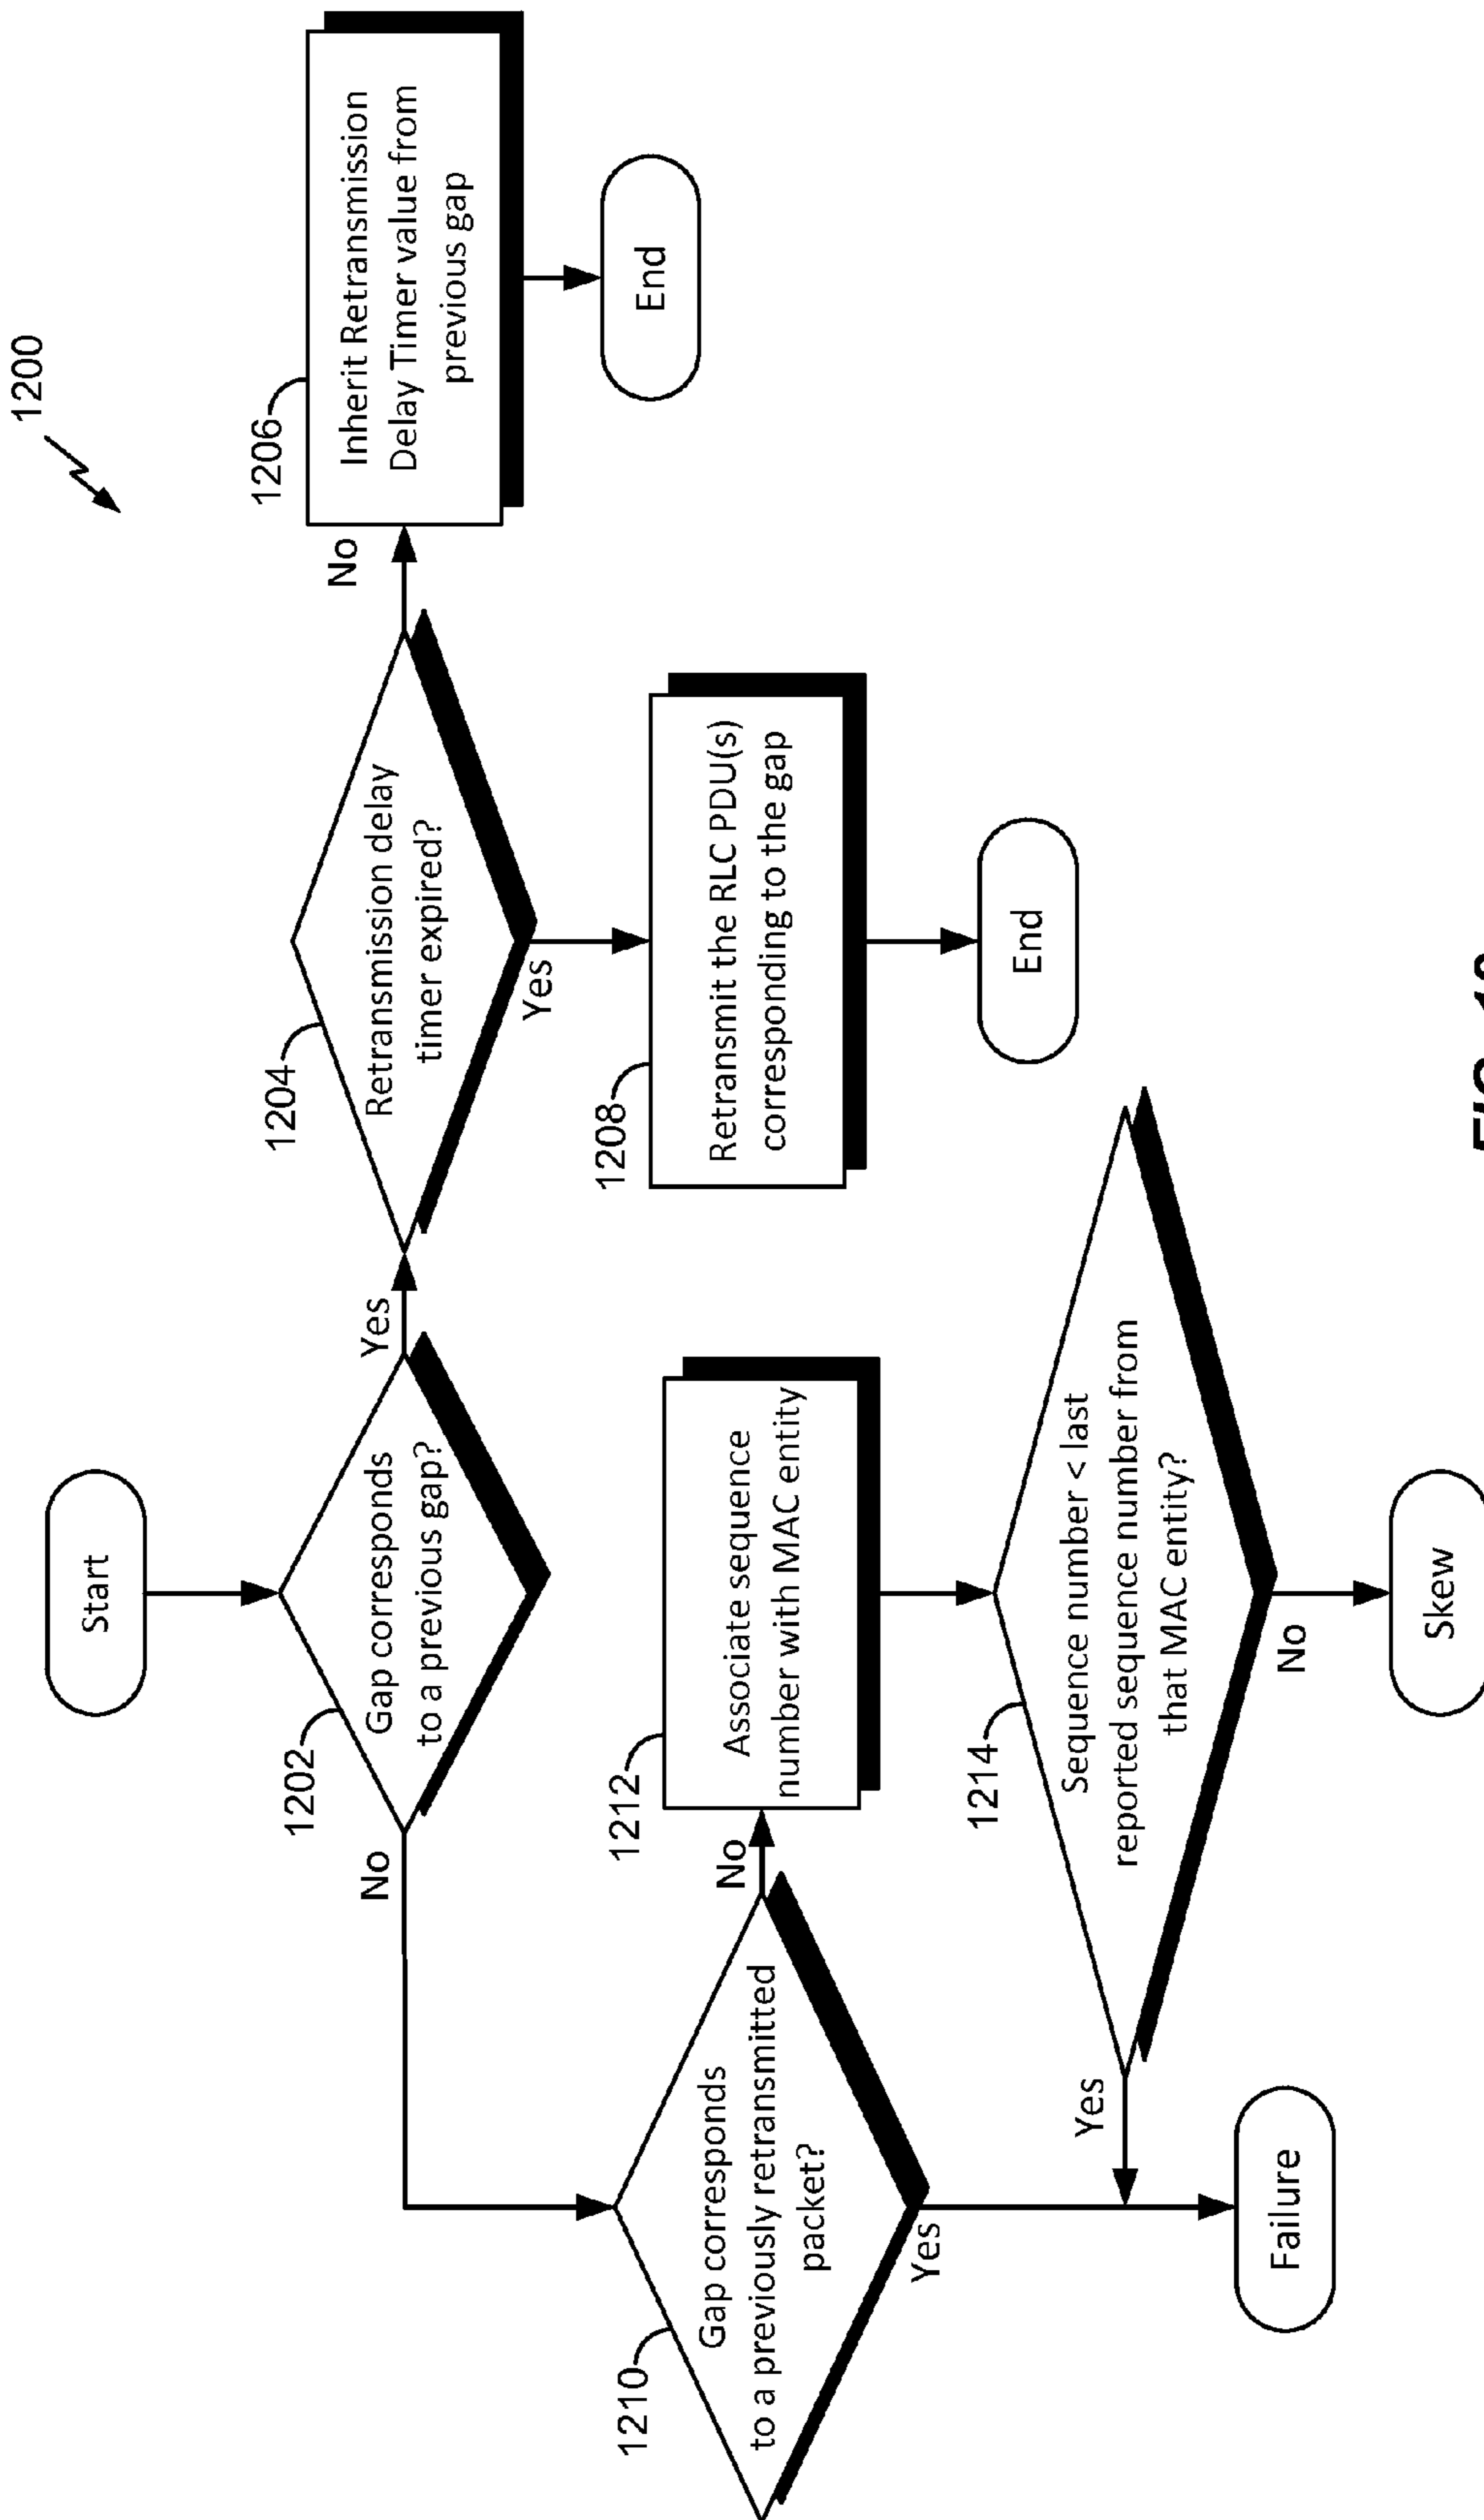 1200
Start
1202
Gap corresponds
to a previous gap?
Yes
No
1204
Retransmission delay
timer expired?
No
Yes
1206
Inherit Retransmission
Delay Timer value from
previous gap
End
1208
Retransmit the RLC PDU(s)
corresponding to the gap
End
1210
Gap corresponds
to a previously retransmitted
packet?
No
Yes
1212
Associate sequence
number with MAC entity
1214
Sequence number < last
reported sequence number from
that MAC entity?
Yes
No
Failure
Skew